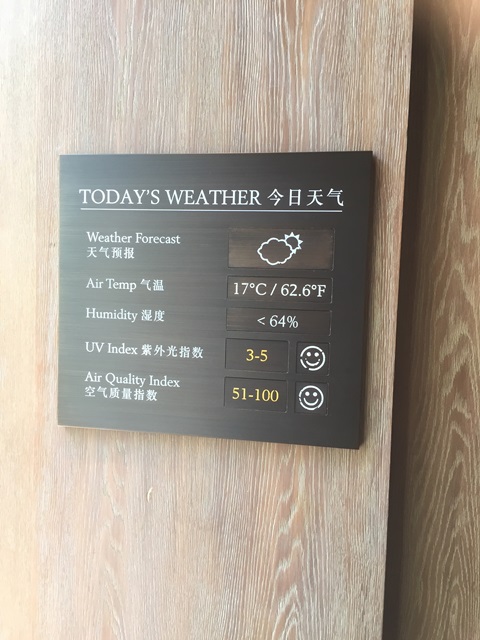 TODAY'S WEATHER 今日天气
Weather Forecast
天气预报
Air Temp 气温 17°C / 62.6°F
Humidity 湿度 < 64%
UV Index 紫外光指数 3-5
Air Quality Index
空气质量指数 51-100